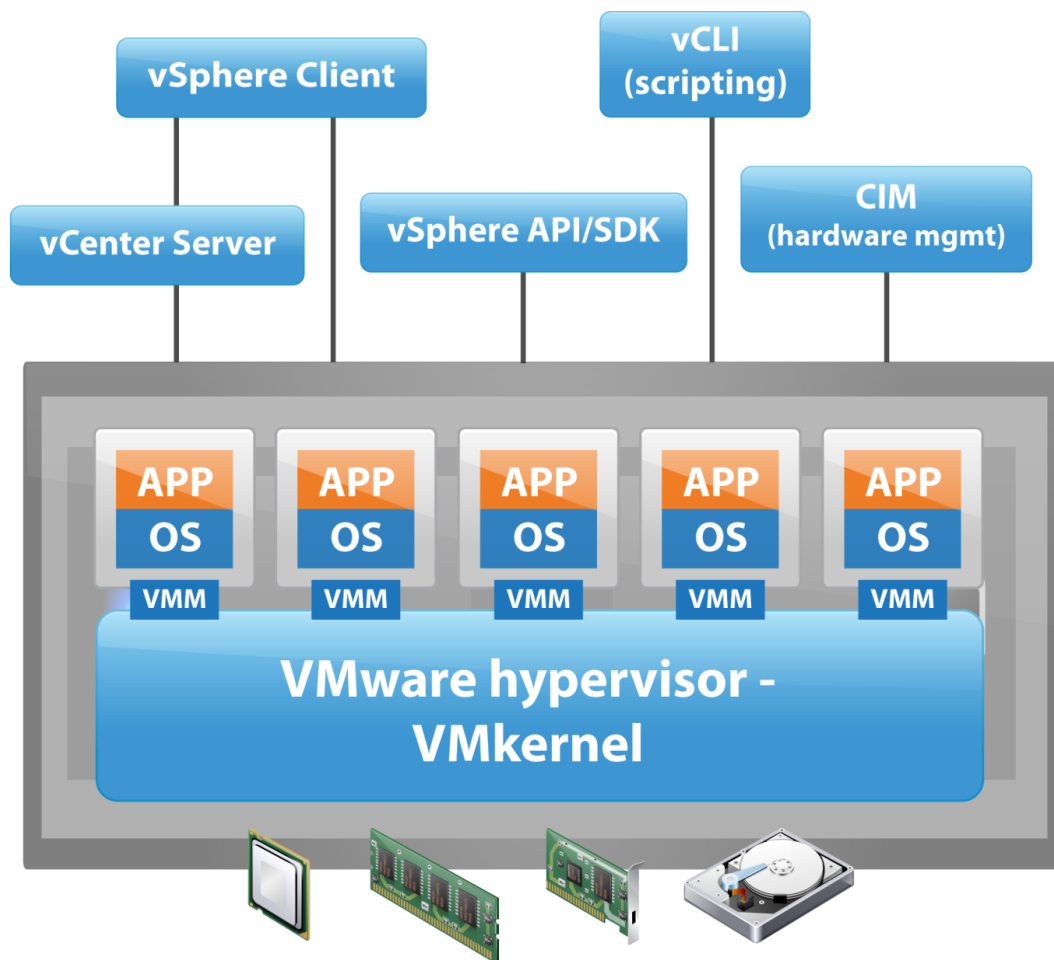 vSphere Client
vCLI
(scripting)
vCenter Server
vSphere API/SDK
CIM
(hardware mgmt)
APP
APP
APP
APP
APP
OS
OS
OS
OS
OS
VMM
VMM
VMM
VMM
VMM
VMware hypervisor -
VMkernel